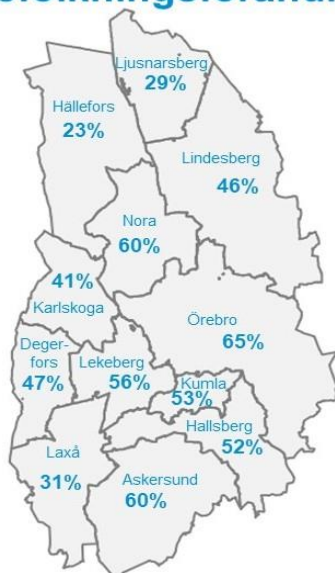 Ljusnarsberg
29%
Hällefors
23%
Lindesberg
46%
Nora
60%
41%
Karlskoga
Örebro
65%
Deger-
fors
47%
Lekeberg
56%
Kumla
53%
Hallsberg
52%
Laxå
31%
Askersund
60%